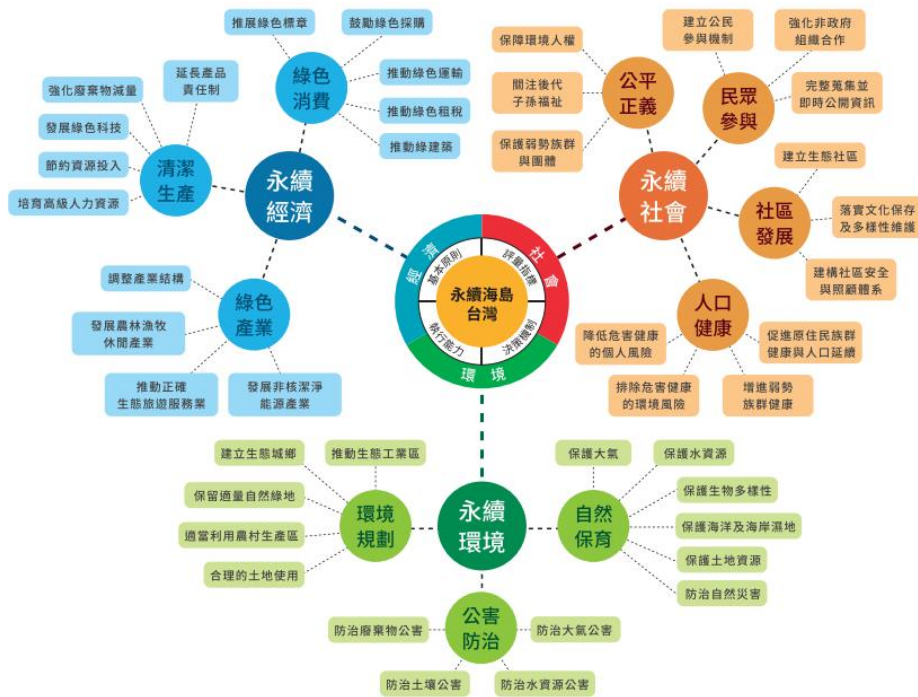 推展綠色標章
鼓勵綠色採購
綠色
消費
推動綠色運輸
推動綠色租稅
推動綠建築
延長產品
責任制
強化廢棄物減量
發展綠色科技
節約資源投入
培育高級人力資源
清潔
生產
永續
經濟
調整產業結構
發展農林漁牧
休閒產業
推動正確
生態旅遊服務業
發展非核潔淨
能源產業
綠色
產業
保障環境人權
關注後代
子孫福祉
保護弱勢族群
與團體
公平
正義
建立公民
參與機制
強化非政府
組織合作
完整蒐集並
即時公開資訊
民眾
參與
永續
社會
建立生態社區
落實文化保存
及多樣性維護
建構社區安全
與照顧體系
社區
發展
人口
健康
降低危害健康
的個人風險
排除危害健康
的環境風險
增進弱勢
族群健康
促進原住民族群
健康與人口延續
經濟
社會
環境
基本原則
評量指標
執行能力
決策機制
永續海島
台灣
建立生態城鄉
推動生態工業區
保留適量自然綠地
適當利用農村生產區
合理的土地使用
環境
規劃
永續
環境
自然
保育
保護大氣
保護水資源
保護生物多樣性
保護海洋及海岸濕地
保護土地資源
防治自然災害
公害
防治
防治廢棄物公害
防治大氣公害
防治土壤公害
防治水資源公害